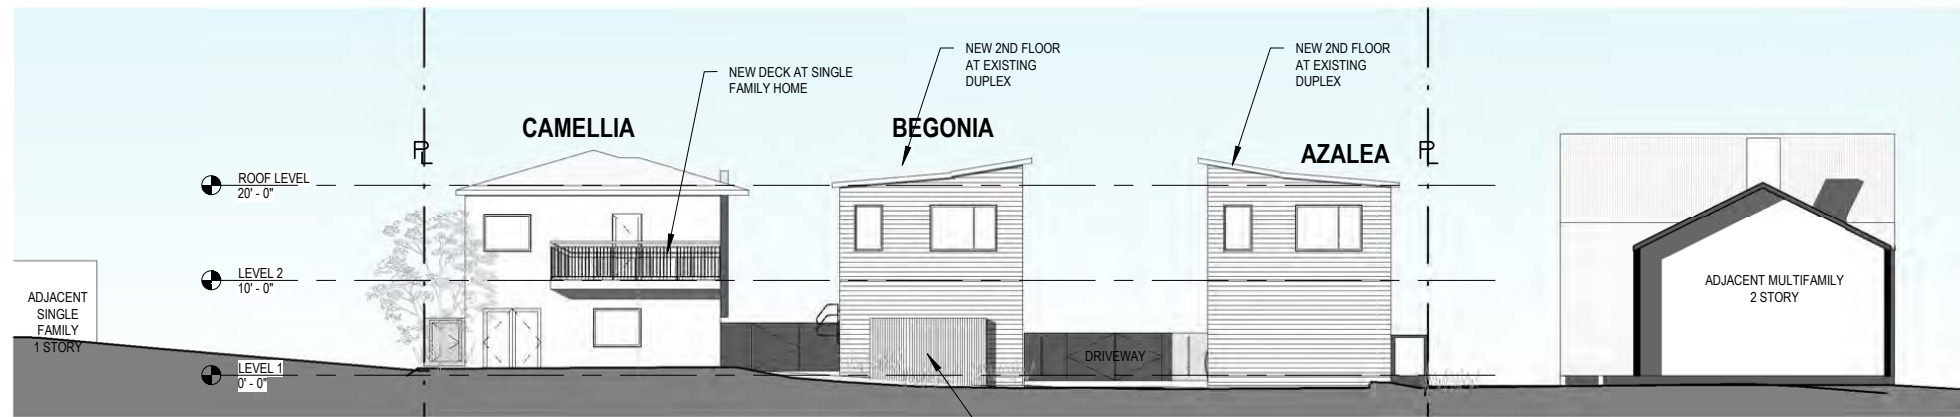 NEW DECK AT SINGLE
FAMILY HOME
NEW 2ND FLOOR
AT EXISTING
DUPLEX
NEW 2ND FLOOR
AT EXISTING
DUPLEX
CAMELLIA
BEGONIA
AZALEA
PL
PL
ROOF LEVEL
20' - 0"
LEVEL 2
10' - 0"
LEVEL 1
0' - 0"
ADJACENT
SINGLE
FAMILY
1 STORY
DRIVEWAY
ADJACENT MULTIFAMILY
2 STORY